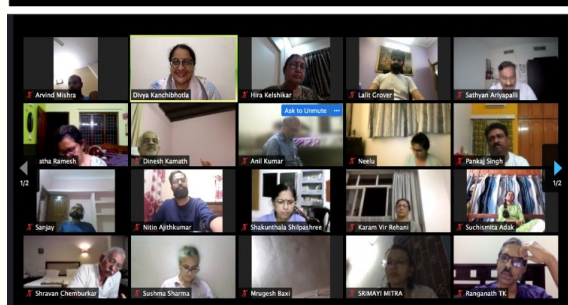 Arvind Mishra
Divya Kanchibhotla
Hira Kelshikar
Lalit Grover
Sathyan Ariyapalli
Ask to Unmute ...
atha Ramesh
Dinesh Kamath
Anil Kumar
Neelu
Pankaj Singh
1/2
1/2
Sanjay
Nitin Ajithkumar
Shakunthala Shilpashree
Karam Vir Rehani
Suchismita Adak
Shravan Chemburkar
Sushma Sharma
Mrugesh Baxi
SRIMAYI MITRA
Ranganath TK